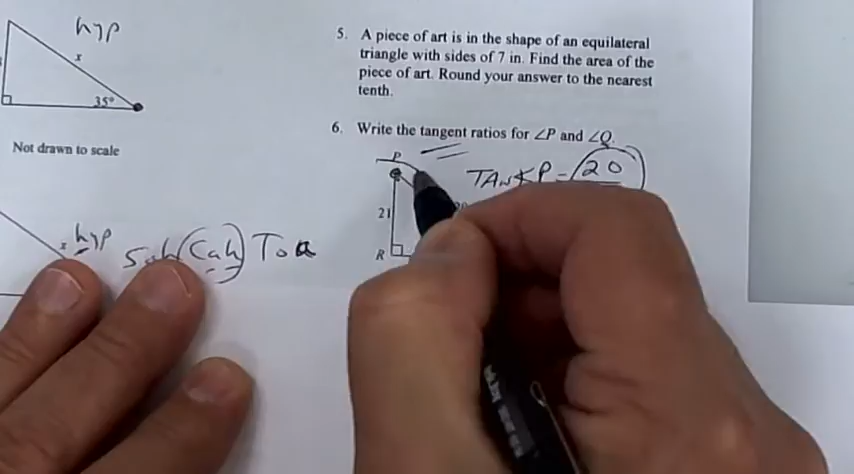 hyp
x
35°
Not drawn to scale
x hyp
Soh Cah Toa
5. A piece of art is in the shape of an equilateral
triangle with sides of 7 in. Find the area of the
piece of art. Round your answer to the nearest
tenth.
6. Write the tangent ratios for ∠P and ∠Q.
P
TAN∡P = 20
21
R